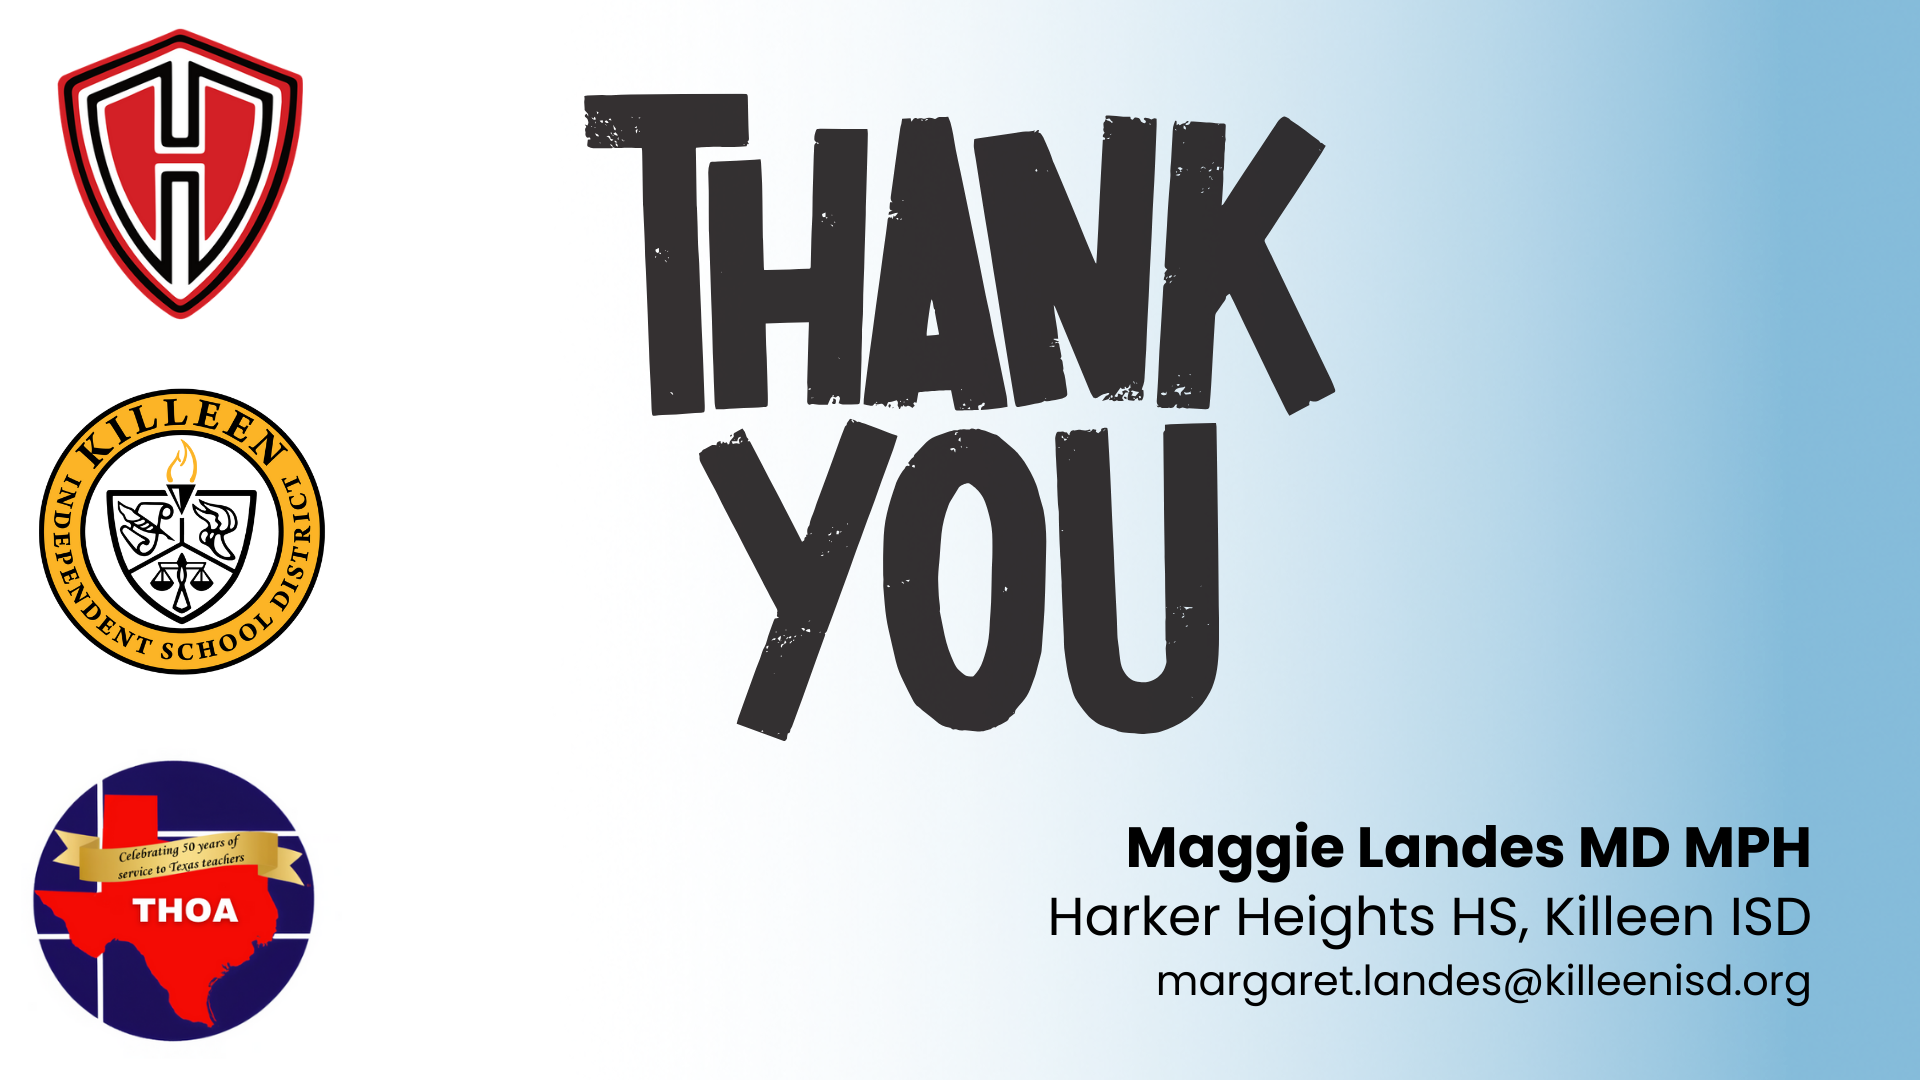 H
THANK
YOU
KILLEEN
INDEPENDENT SCHOOL DISTRICT
Celebrating 50 years of
service to Texas teachers
THOA
Maggie Landes MD MPH
Harker Heights HS, Killeen ISD
margaret.landes@killeenisd.org